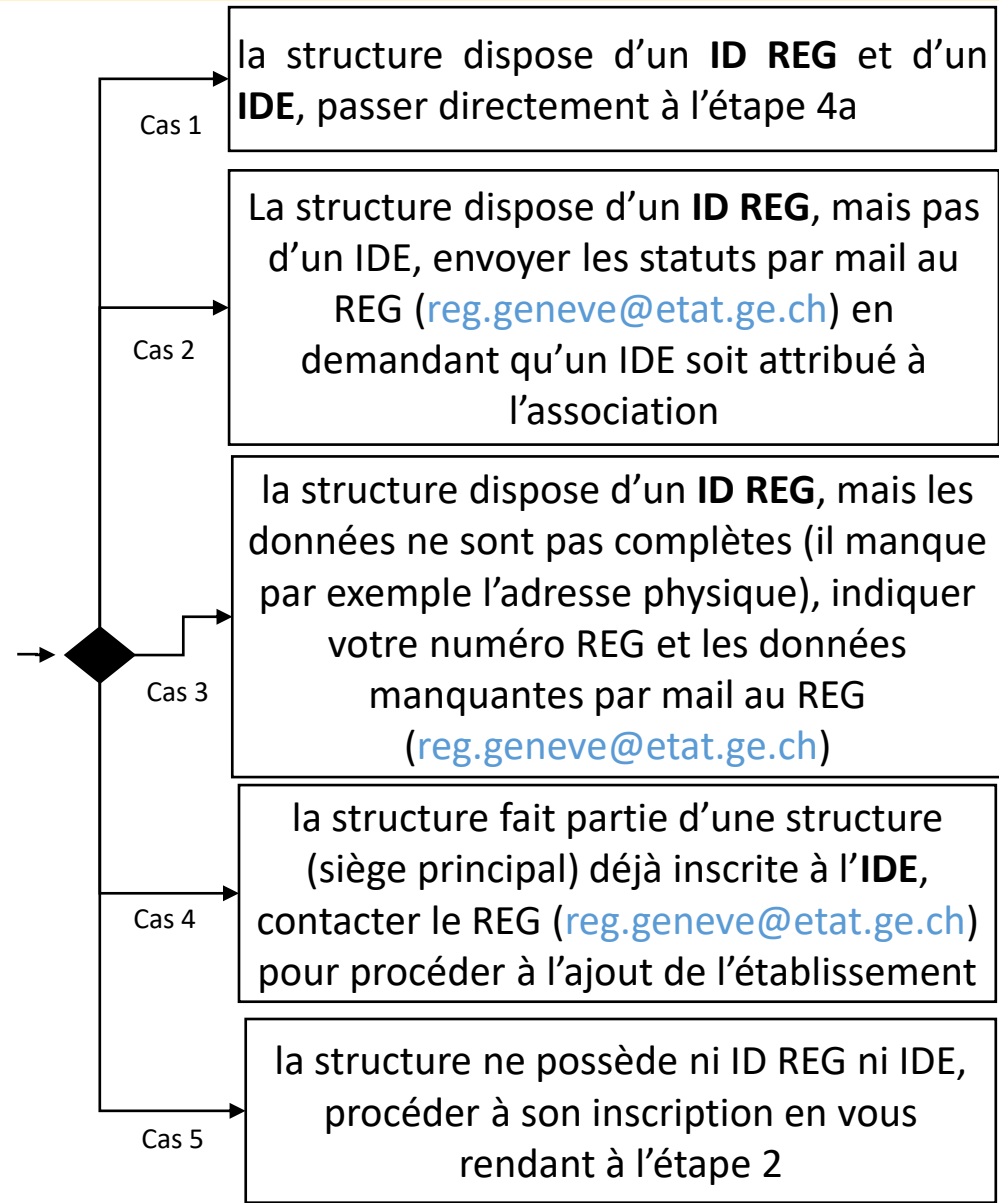 la structure dispose d’un ID REG et d’un
IDE, passer directement à l’étape 4a
Cas 1
La structure dispose d’un ID REG, mais pas
d’un IDE, envoyer les statuts par mail au
REG (reg.geneve@etat.ge.ch) en
demandant qu’un IDE soit attribué à
l’association
Cas 2
la structure dispose d’un ID REG, mais les
données ne sont pas complètes (il manque
par exemple l’adresse physique), indiquer
votre numéro REG et les données
manquantes par mail au REG
(reg.geneve@etat.ge.ch)
Cas 3
la structure fait partie d’une structure
(siège principal) déjà inscrite à l’IDE,
contacter le REG (reg.geneve@etat.ge.ch)
pour procéder à l’ajout de l’établissement
Cas 4
la structure ne possède ni ID REG ni IDE,
procéder à son inscription en vous
rendant à l’étape 2
Cas 5